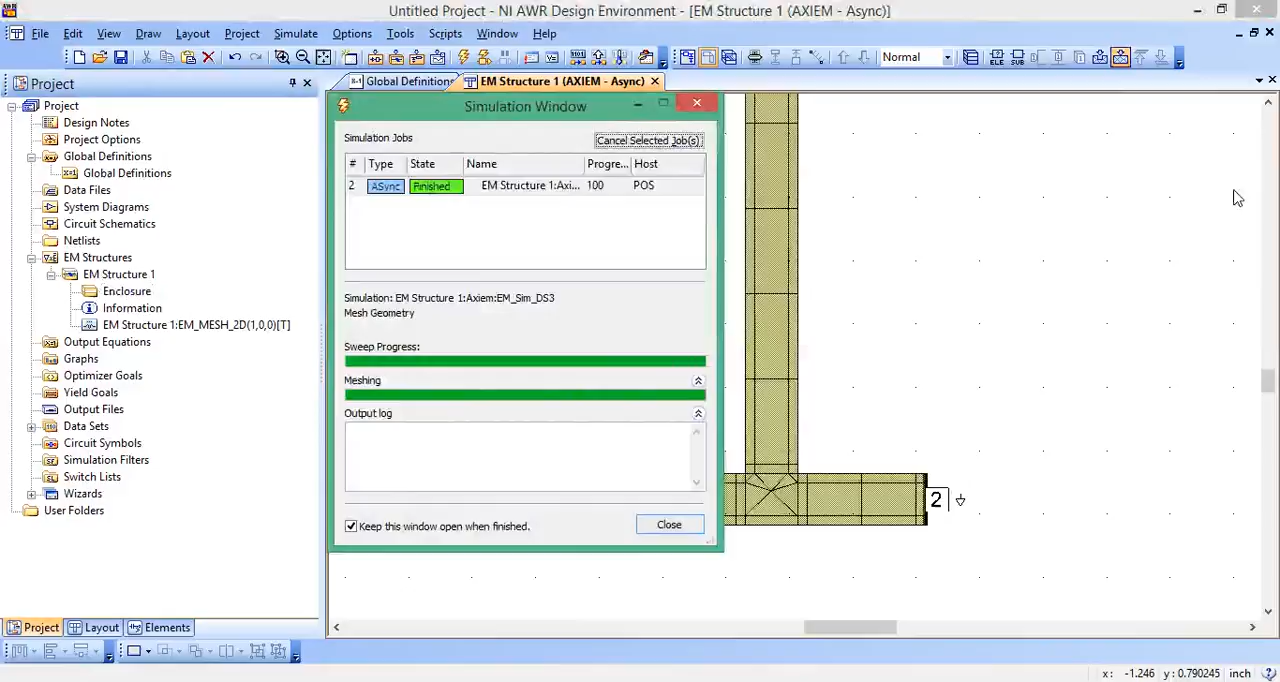 Untitled Project - NI AWR Design Environment - [EM Structure 1 (AXIEM - Async)]
File Edit View Draw Layout Project Simulate Options Tools Scripts Window Help
Normal
Project
Global Definitions
EM Structure 1 (AXIEM - Async)
Project
Design Notes
Project Options
Global Definitions
Global Definitions
Data Files
System Diagrams
Circuit Schematics
Netlists
EM Structures
EM Structure 1
Enclosure
Information
EM Structure 1:EM_MESH_2D(1,0,0)[T]
Output Equations
Graphs
Optimizer Goals
Yield Goals
Output Files
Data Sets
Circuit Symbols
Simulation Filters
Switch Lists
Wizards
User Folders
Simulation Window
Simulation Jobs
Cancel Selected Job(s)
# Type State Name Progre... Host
2 ASync Finished EM Structure 1:Axi... 100 POS
Simulation: EM Structure 1:Axiem:EM_Sim_DS3
Mesh Geometry
Sweep Progress:
Meshing
Output log
Keep this window open when finished.
Close
2
Project Layout Elements
x: -1.246 y: 0.790245 inch